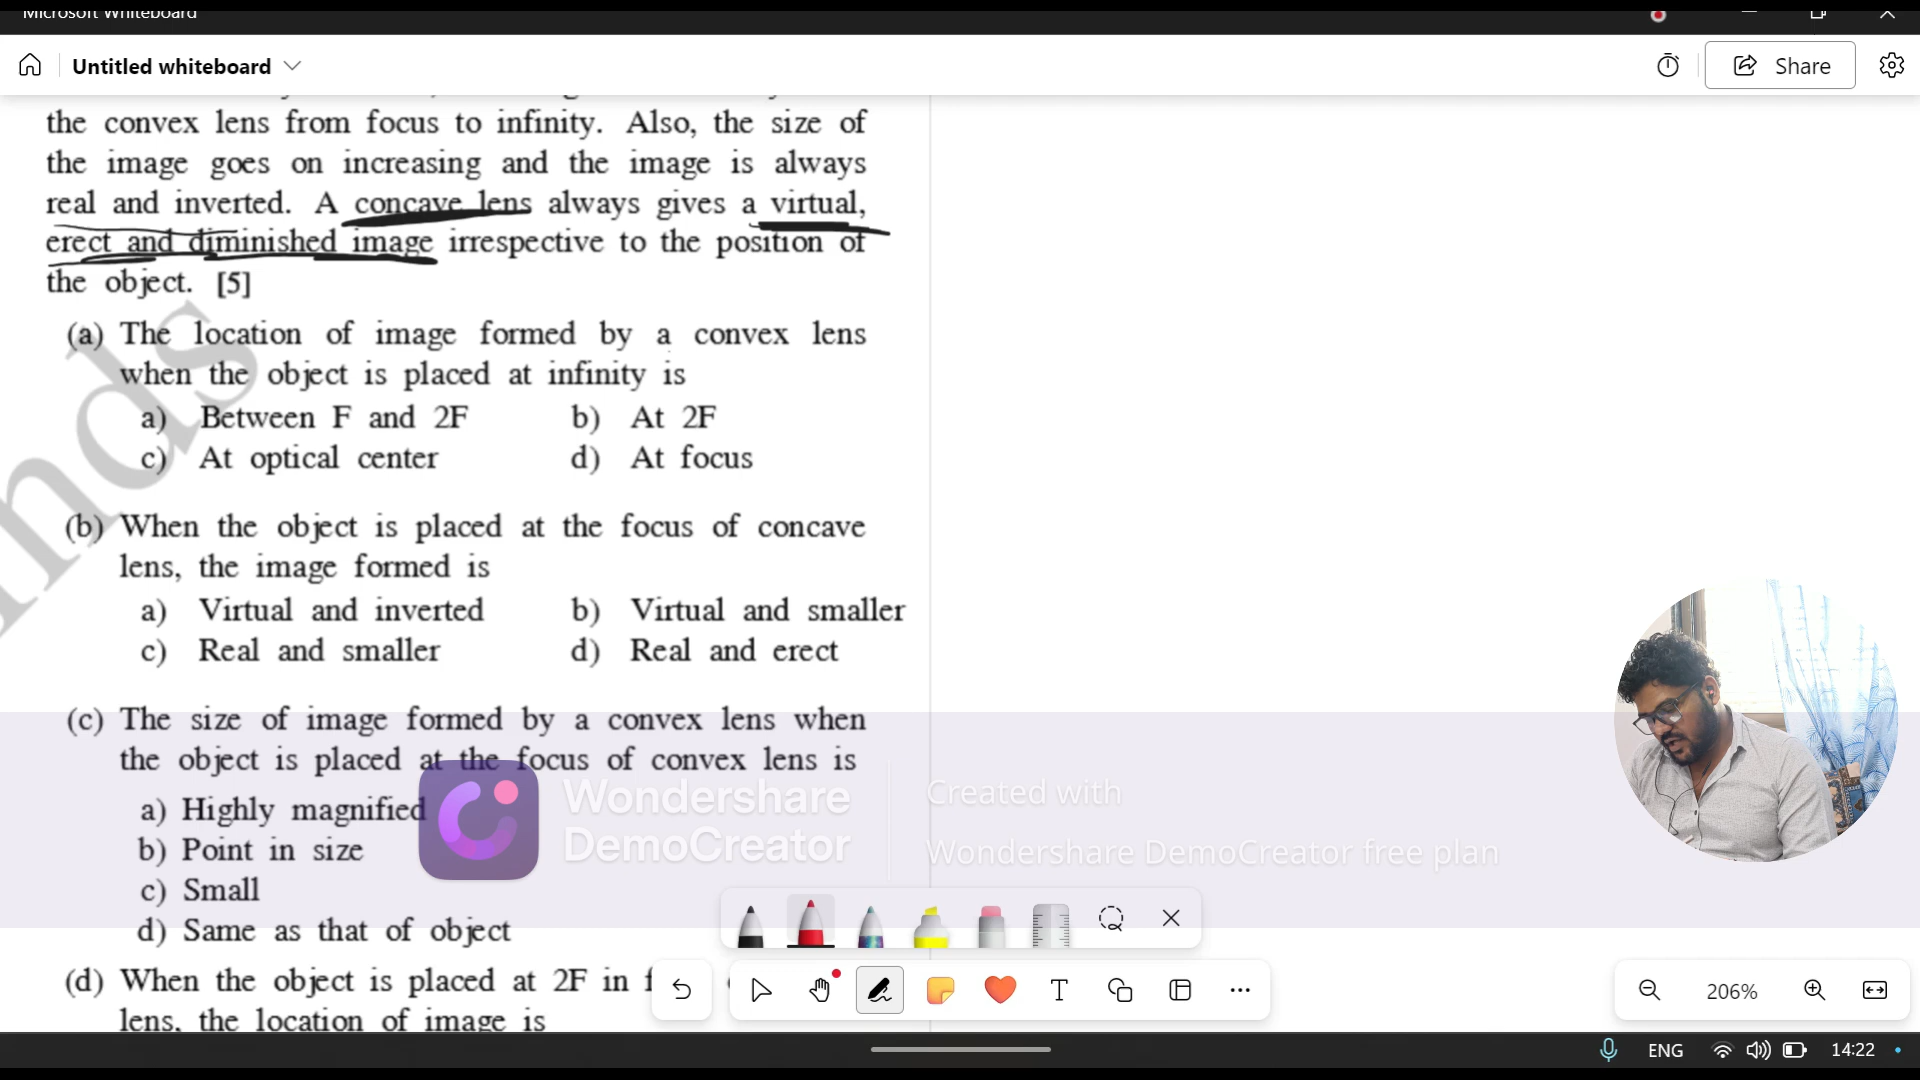 Microsoft Whiteboard
Untitled whiteboard
Share
the convex lens from focus to infinity. Also, the size of
the image goes on increasing and the image is always
real and inverted. A concave lens always gives a virtual,
erect and diminished image irrespective to the position of
the object. [5]
(a) The location of image formed by a convex lens
when the object is placed at infinity is
a) Between F and 2F b) At 2F
c) At optical center d) At focus
(b) When the object is placed at the focus of concave
lens, the image formed is
a) Virtual and inverted b) Virtual and smaller
c) Real and smaller d) Real and erect
(c) The size of image formed by a convex lens when
the object is placed at the focus of convex lens is
a) Highly magnified
b) Point in size
c) Small
d) Same as that of object
(d) When the object is placed at 2F in
lens, the location of image is
Wondershare
DemoCreator
Created with
Wondershare DemoCreator free plan
206%
ENG
14:22